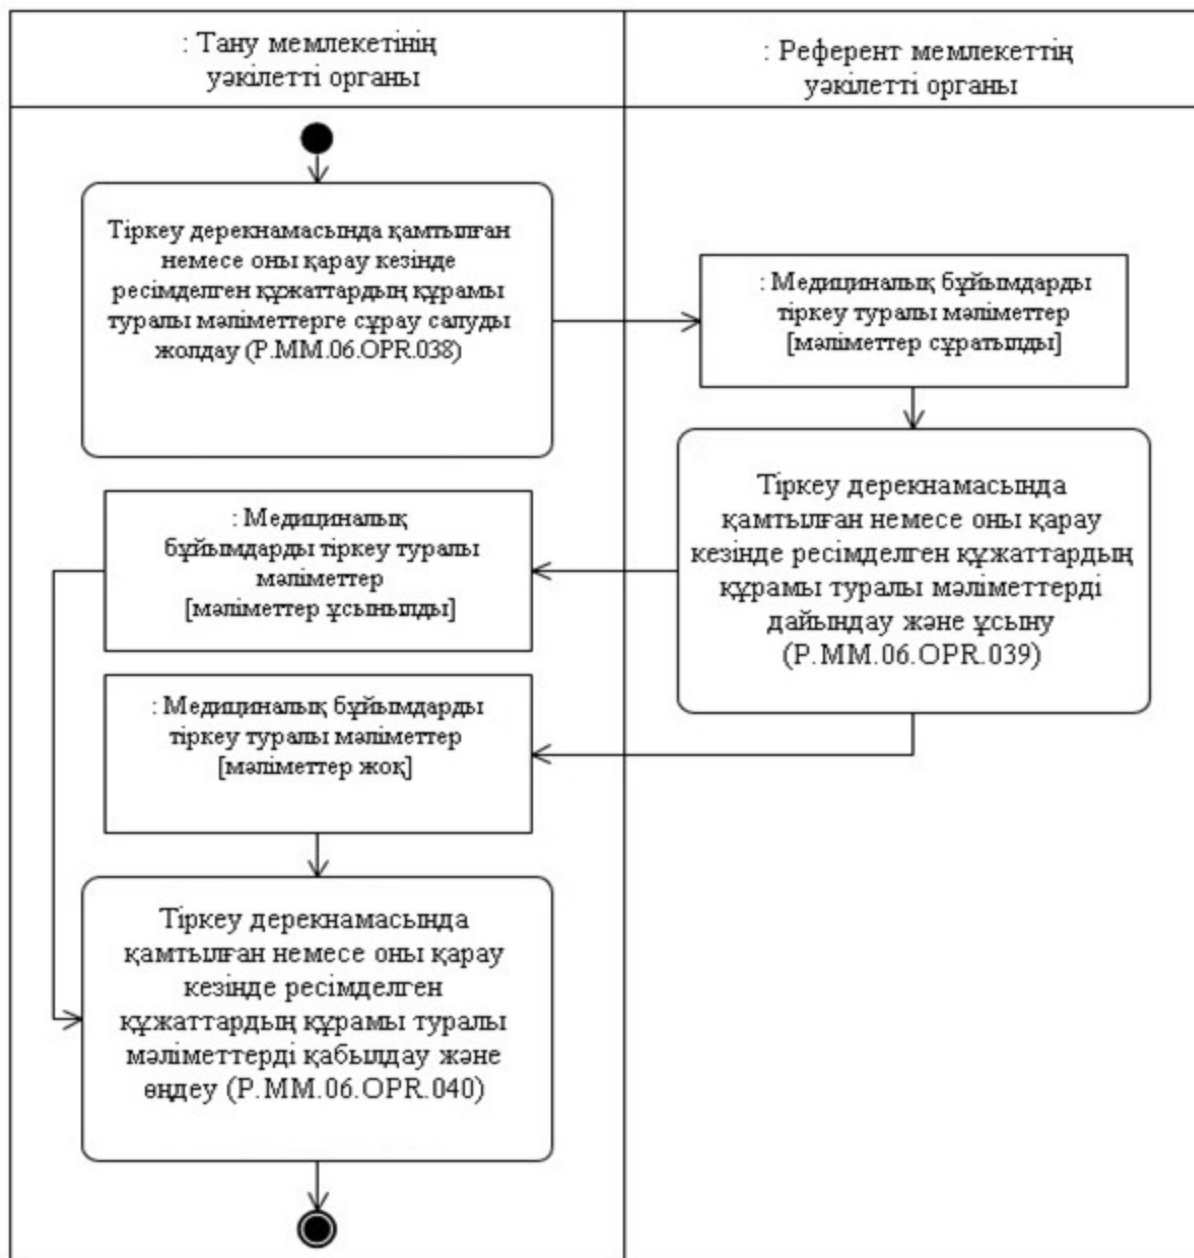 : Тану мемлекетінің
уәкілетті органы
: Референт мемлекеттің
уәкілетті органы
Тіркеу дерекнамасында қамтылған
немесе оны қарау кезінде
ресімделген құжаттардың құрамы
туралы мәліметтерге сұрау салуды
жолдау (P.MM.06.OPR.038)
: Медициналық бұйымдарды
тіркеу туралы мәліметтер
[мәліметтер сұратылды]
Тіркеу дерекнамасында
қамтылған немесе оны қарау
кезінде ресімделген құжаттардың
құрамы туралы мәліметтерді
дайындау және ұсыну
(P.MM.06.OPR.039)
: Медициналық
бұйымдарды тіркеу туралы
мәліметтер
[мәліметтер ұсынылды]
: Медициналық бұйымдарды
тіркеу туралы мәліметтер
[мәліметтер жоқ]
Тіркеу дерекнамасында
қамтылған немесе оны қарау
кезінде ресімделген
құжаттардың құрамы туралы
мәліметтерді қабылдау және
өңдеу (P.MM.06.OPR.040)